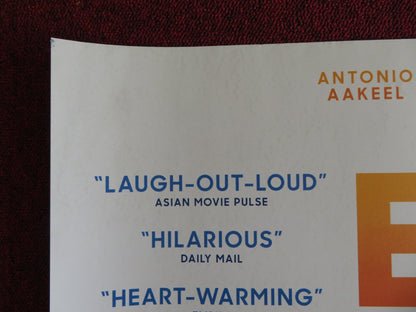 ANTONIO
AAKEEL
“LAUGH-OUT-LOUD”
ASIAN MOVIE PULSE
“HILARIOUS”
DAILY MAIL
“HEART-WARMING”